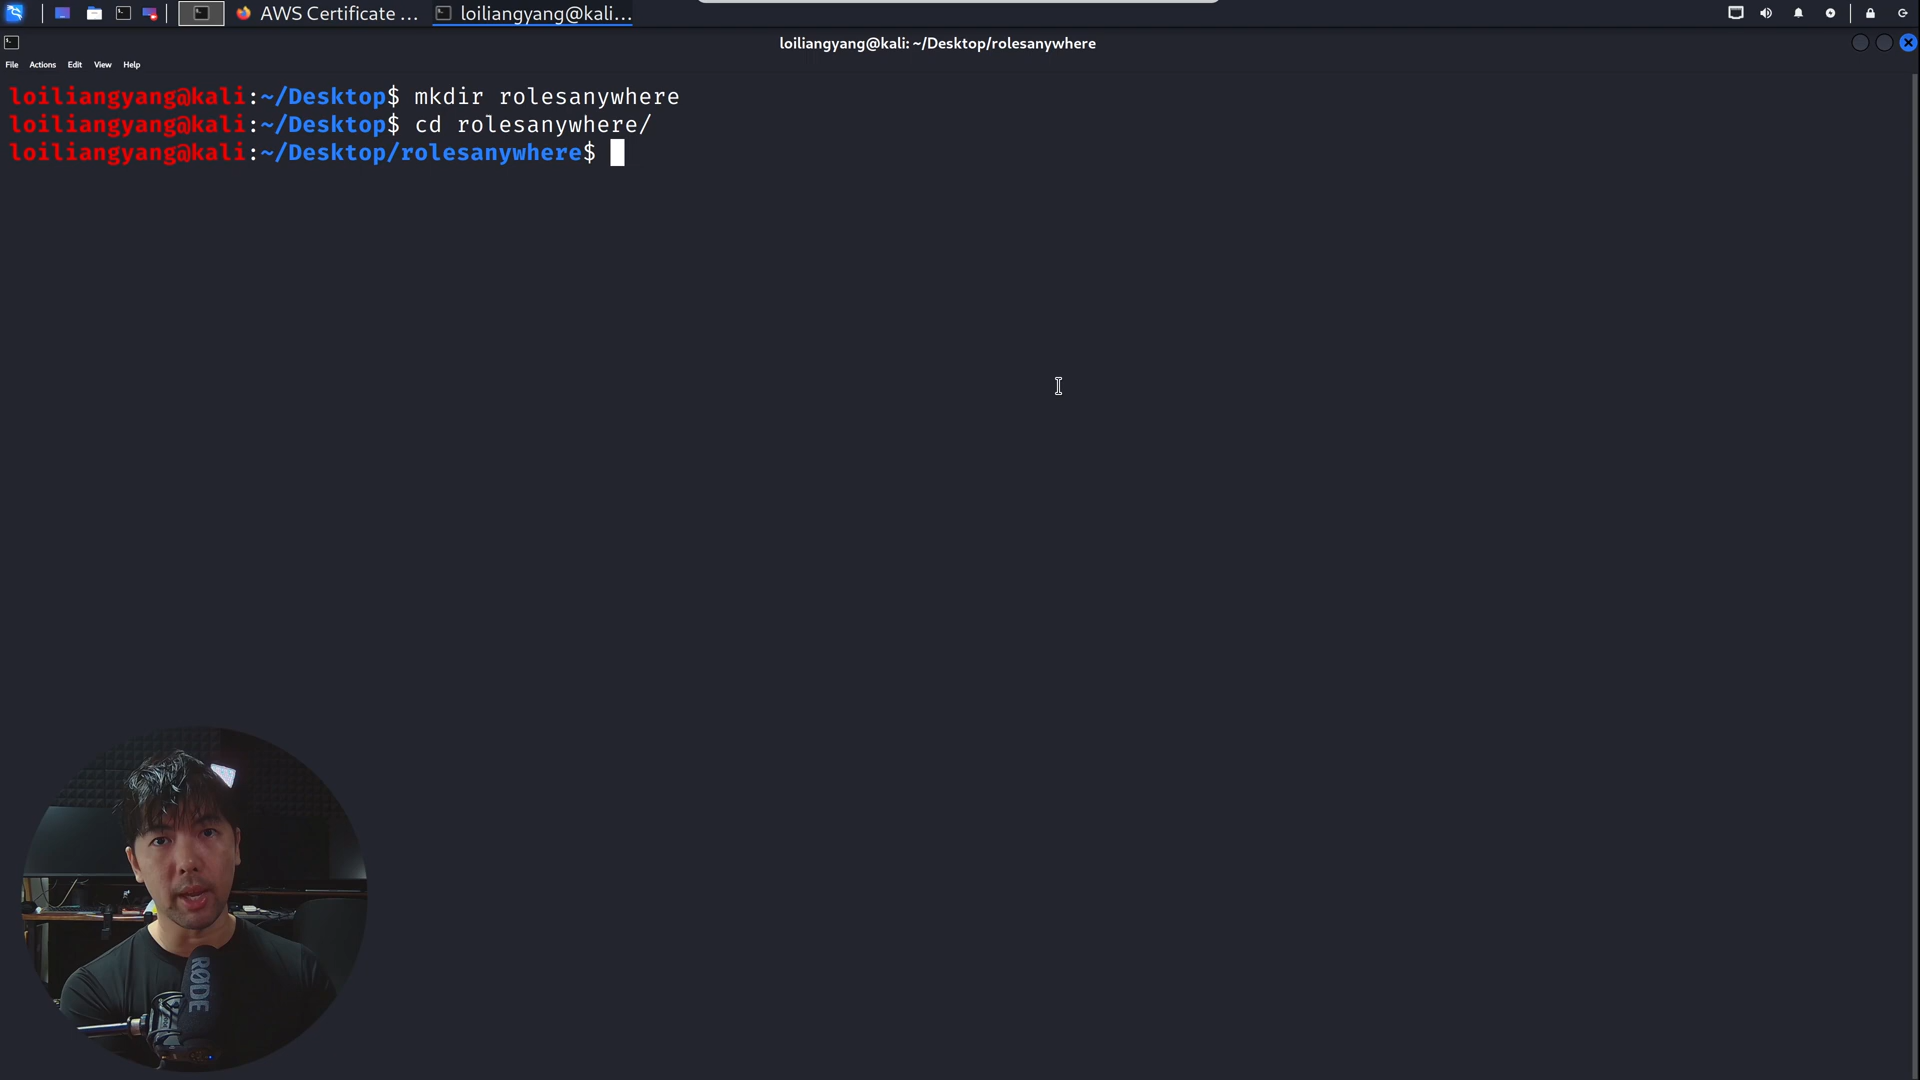 AWS Certificate ...
loiliangyang@kali...
loiliangyang@kali: ~/Desktop/rolesanywhere
File Actions Edit View Help
loiliangyang@kali:~/Desktop$ mkdir rolesanywhere
loiliangyang@kali:~/Desktop$ cd rolesanywhere/
loiliangyang@kali:~/Desktop/rolesanywhere$
RØDE